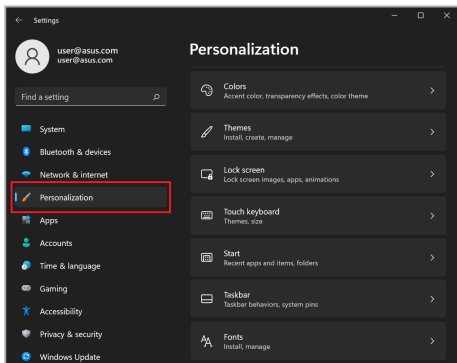 Settings
user@asus.com
user@asus.com
Find a setting
System
Bluetooth & devices
Network & internet
Personalization
Apps
Accounts
Time & language
Gaming
Accessibility
Privacy & security
Windows Update
Personalization
Colors
Accent color, transparency effects, color theme
Themes
Install, create, manage
Lock screen
Lock screen images, apps, animations
Touch keyboard
Themes, size
Start
Recent apps and items, folders
Taskbar
Taskbar behaviors, system pins
Fonts
Install, manage